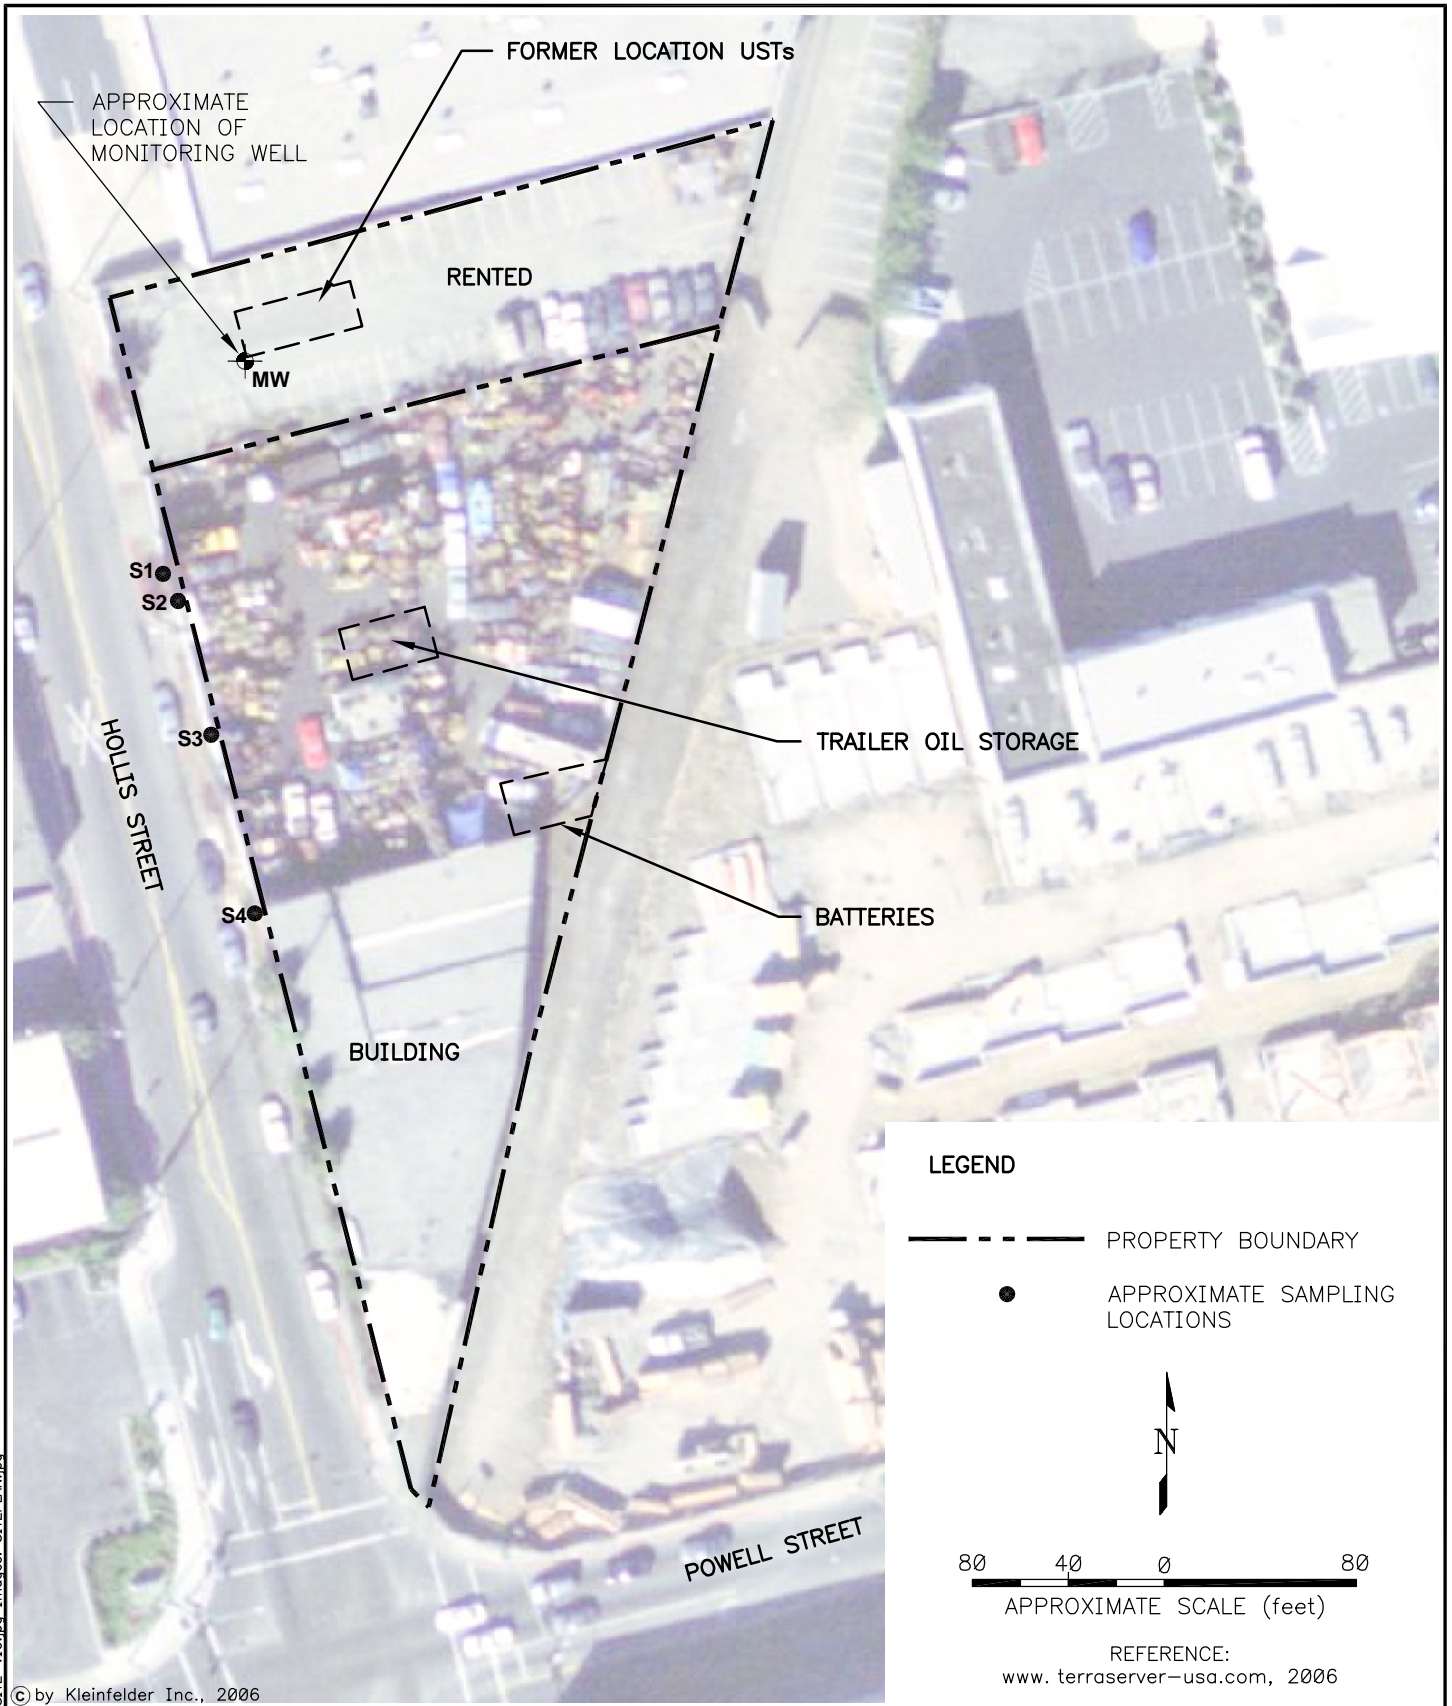 FORMER LOCATION USTs
APPROXIMATE
LOCATION OF
MONITORING WELL
RENTED
MW
S1
S2
S3
HOLLIS STREET
TRAILER OIL STORAGE
S4
BATTERIES
BUILDING
POWELL STREET
LEGEND
PROPERTY BOUNDARY
APPROXIMATE SAMPLING
LOCATIONS
N
80 40 0 80
APPROXIMATE SCALE (feet)
REFERENCE:
www.terraserver-usa.com, 2006
© by Kleinfelder Inc., 2006